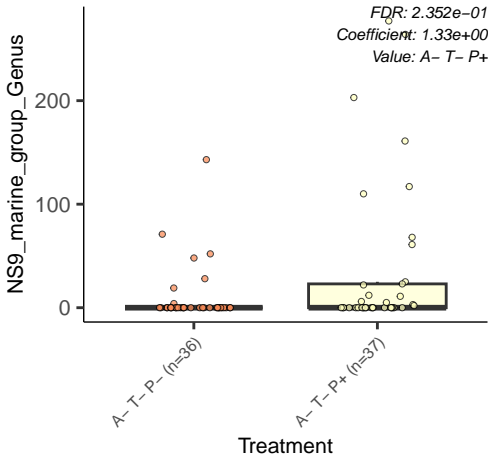 FDR: 2.352e−01
Coefficient: 1.33e+00
Value: A− T− P+
NS9_marine_group_Genus
200
100
0
A− T− P− (n=36)
A− T− P+ (n=37)
Treatment